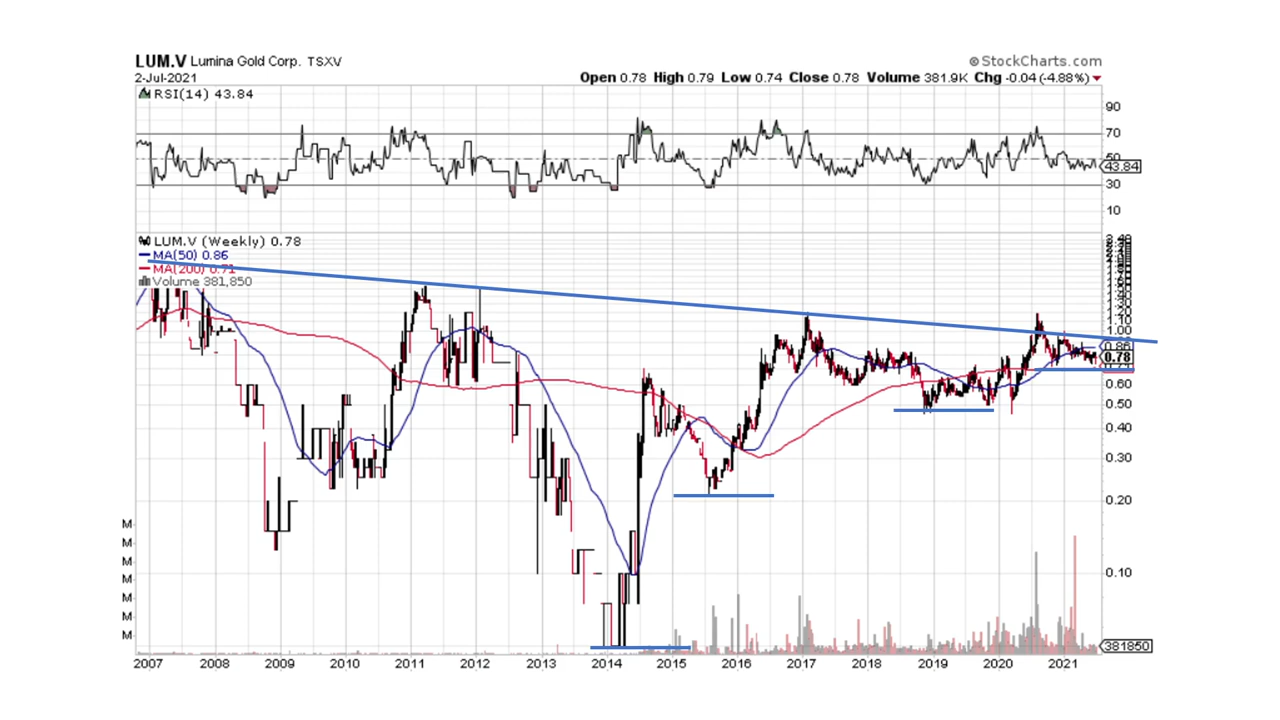 LUM.V Lumina Gold Corp. TSXV
© StockCharts.com
2-Jul-2021
Open 0.78 High 0.79 Low 0.74 Close 0.78 Volume 381.9K Chg -0.04 (-4.88%)
RSI(14) 43.84
90
70
50
43.84
30
10
LUM.V (Weekly) 0.78
MA(50) 0.86
MA(200) 0.71
Volume 381,850
1.00
0.86
0.78
0.60
0.50
0.40
0.30
0.20
0.10
M
M
M
M
M
M
M
381850
2007 2008 2009 2010 2011 2012 2013 2014 2015 2016 2017 2018 2019 2020 2021